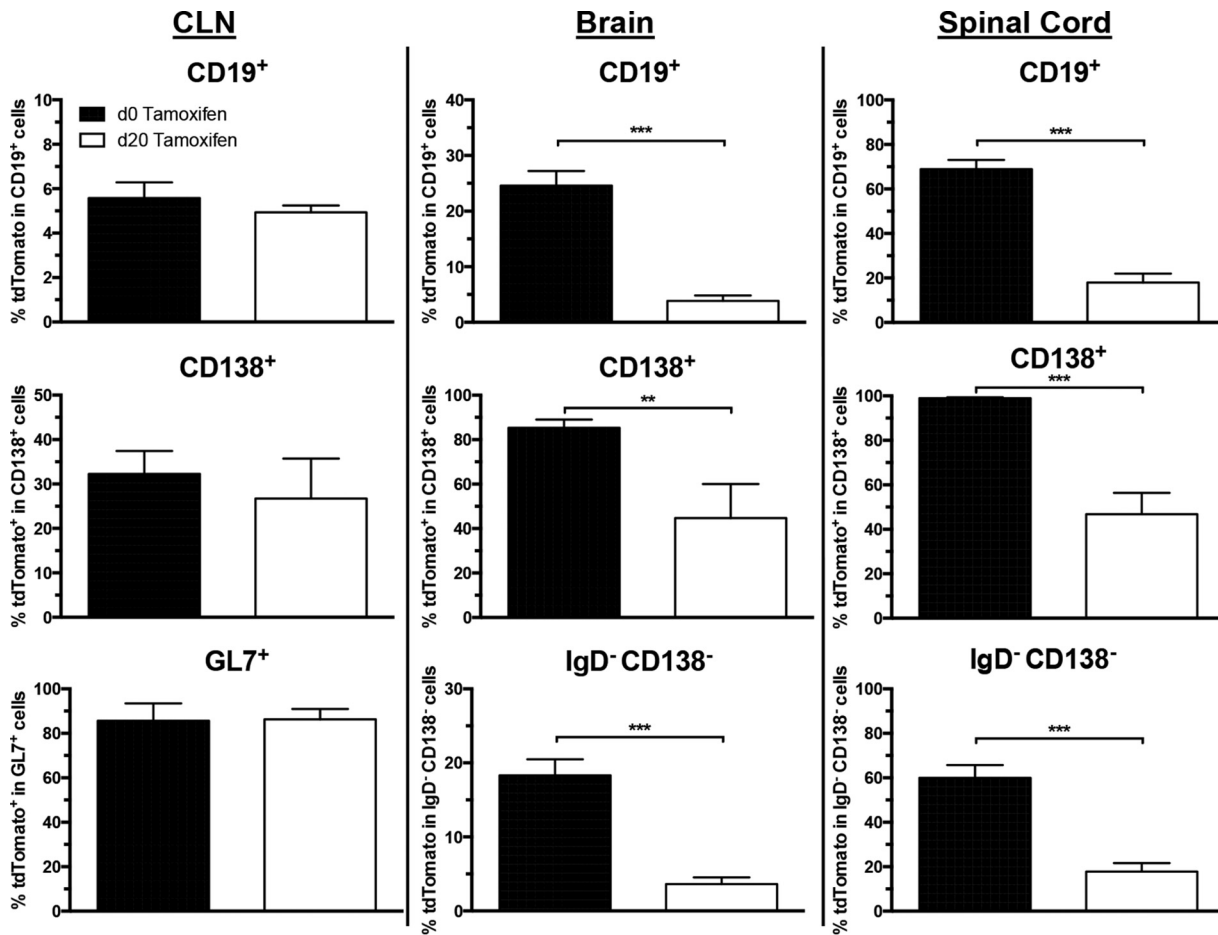 CLN
Brain
Spinal Cord
CD19⁺
% tdTomato in CD19⁺ cells
10
8
6
4
2
0
d0 Tamoxifen
d20 Tamoxifen
CD19⁺
% tdTomato in CD19⁺ cells
40
30
20
10
0
***
CD19⁺
% tdTomato in CD19⁺ cells
100
80
60
40
20
0
***
CD138⁺
% tdTomato⁺ in CD138⁺ cells
50
40
30
20
10
0
CD138⁺
% tdTomato⁺ in CD138⁺ cells
100
80
60
40
20
0
**
CD138⁺
% tdTomato⁺ in CD138⁺ cells
100
80
60
40
20
0
***
GL7⁺
% tdTomato⁺ in GL7⁺ cells
100
80
60
40
20
0
IgD⁻ CD138⁻
% tdTomato in IgD⁻ CD138⁻ cells
30
20
10
0
***
IgD⁻ CD138⁻
% tdTomato in IgD⁻ CD138⁻ cells
100
80
60
40
20
0
***